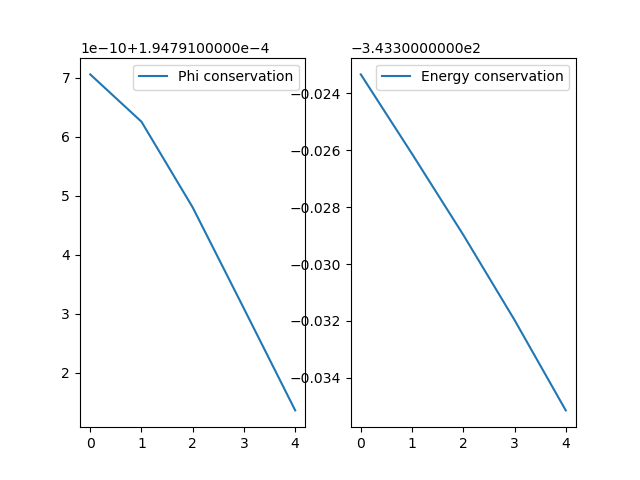 1e−10+1.9479100000e−4
Phi conservation
7
6
5
4
3
2
0 1 2 3 4
−3.4330000000e2
Energy conservation
−0.024
−0.026
−0.028
−0.030
−0.032
−0.034
0 1 2 3 4